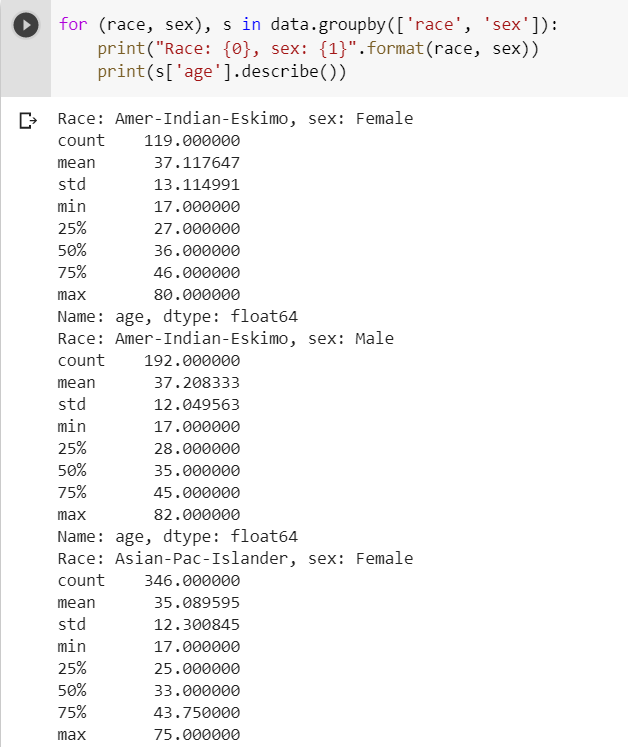 for (race, sex), s in data.groupby(['race', 'sex']):
    print("Race: {0}, sex: {1}".format(race, sex))
    print(s['age'].describe())
Race: Amer-Indian-Eskimo, sex: Female
count    119.000000
mean      37.117647
std       13.114991
min       17.000000
25%       27.000000
50%       36.000000
75%       46.000000
max       80.000000
Name: age, dtype: float64
Race: Amer-Indian-Eskimo, sex: Male
count    192.000000
mean      37.208333
std       12.049563
min       17.000000
25%       28.000000
50%       35.000000
75%       45.000000
max       82.000000
Name: age, dtype: float64
Race: Asian-Pac-Islander, sex: Female
count    346.000000
mean      35.089595
std       12.300845
min       17.000000
25%       25.000000
50%       33.000000
75%       43.750000
max       75.000000